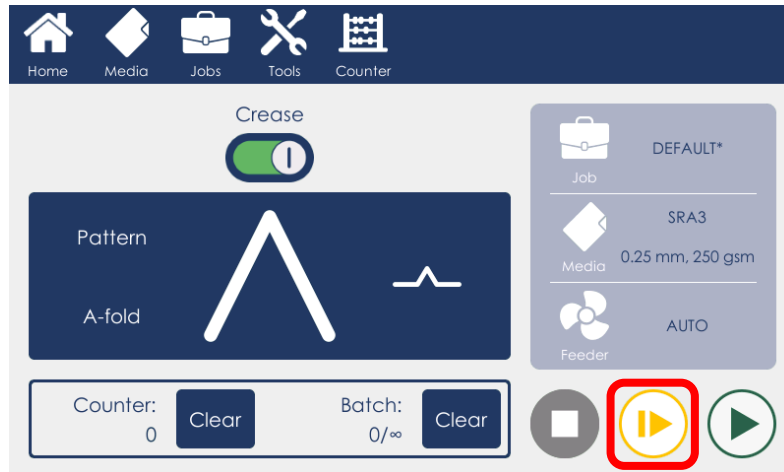 Home Media Jobs Tools Counter
Crease
Pattern
A-fold
Counter:
0
Clear
Batch:
0/∞
Clear
DEFAULT*
Job
SRA3
0.25 mm, 250 gsm
Media
AUTO
Feeder